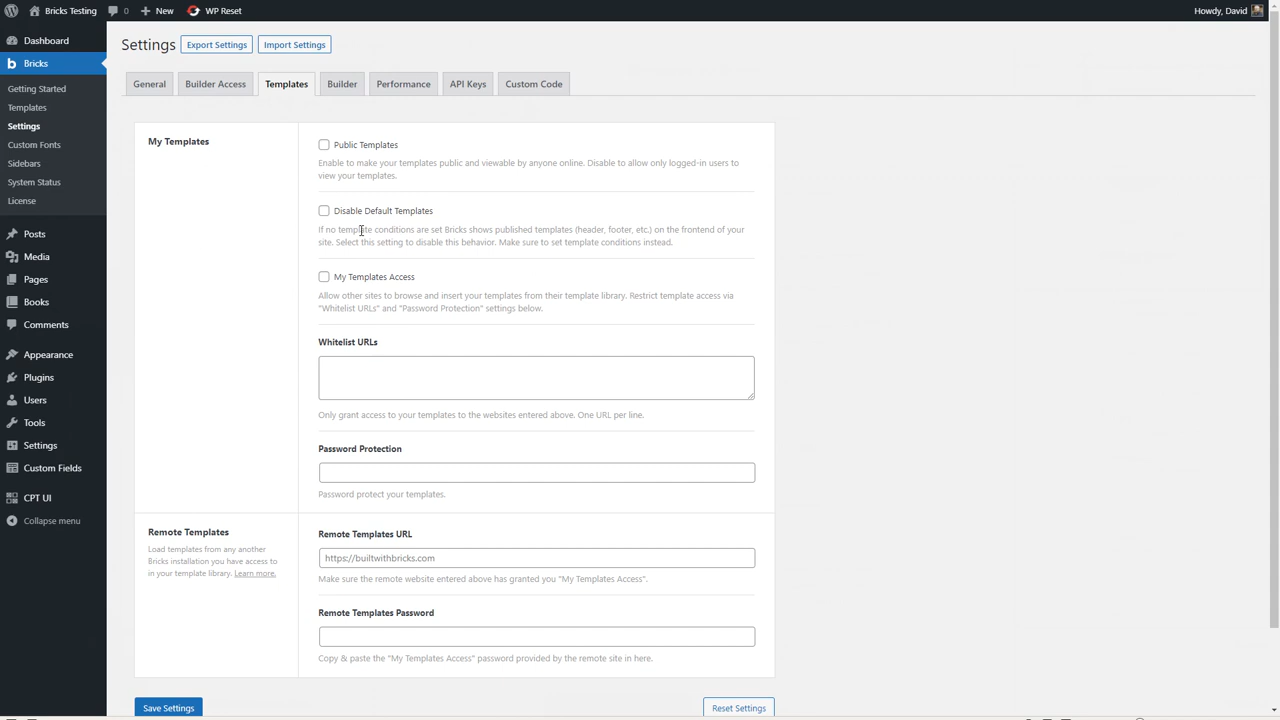 Bricks Testing 0 New WP Reset Howdy, David
Dashboard
Bricks
Getting Started
Templates
Settings
Custom Fonts
Sidebars
System Status
License
Posts
Media
Pages
Books
Comments
Appearance
Plugins
Users
Tools
Settings
Custom Fields
CPT UI
Collapse menu
Settings Export Settings Import Settings
General Builder Access Templates Builder Performance API Keys Custom Code
My Templates
Public Templates
Enable to make your templates public and viewable by anyone online. Disable to allow only logged-in users to
view your templates.
Disable Default Templates
If no template conditions are set Bricks shows published templates (header, footer, etc.) on the frontend of your
site. Select this setting to disable this behavior. Make sure to set template conditions instead.
My Templates Access
Allow other sites to browse and insert your templates from their template library. Restrict template access via
"Whitelist URLs" and "Password Protection" settings below.
Whitelist URLs
Only grant access to your templates to the websites entered above. One URL per line.
Password Protection
Password protect your templates.
Remote Templates
Load templates from any another
Bricks installation you have access to
in your template library. Learn more.
Remote Templates URL
https://builtwithbricks.com
Make sure the remote website entered above has granted you "My Templates Access".
Remote Templates Password
Copy & paste the "My Templates Access" password provided by the remote site in here.
Save Settings Reset Settings